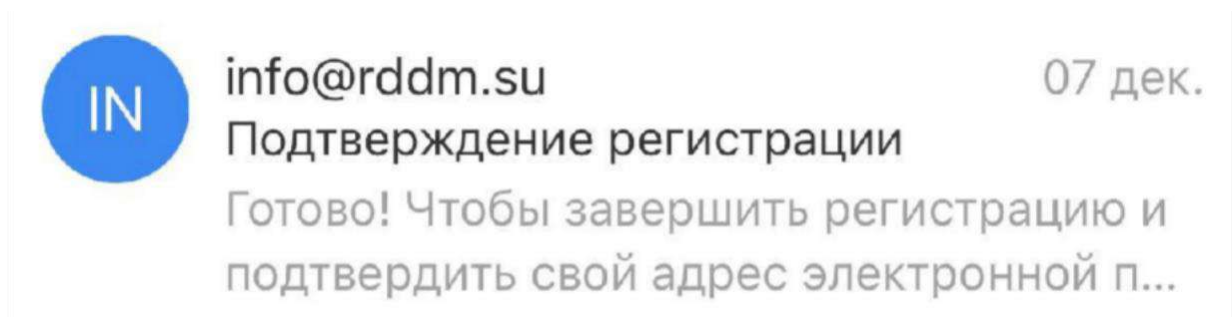 IN
info@rddm.su
07 дек.
Подтверждение регистрации
Готово! Чтобы завершить регистрацию и
подтвердить свой адрес электронной п...